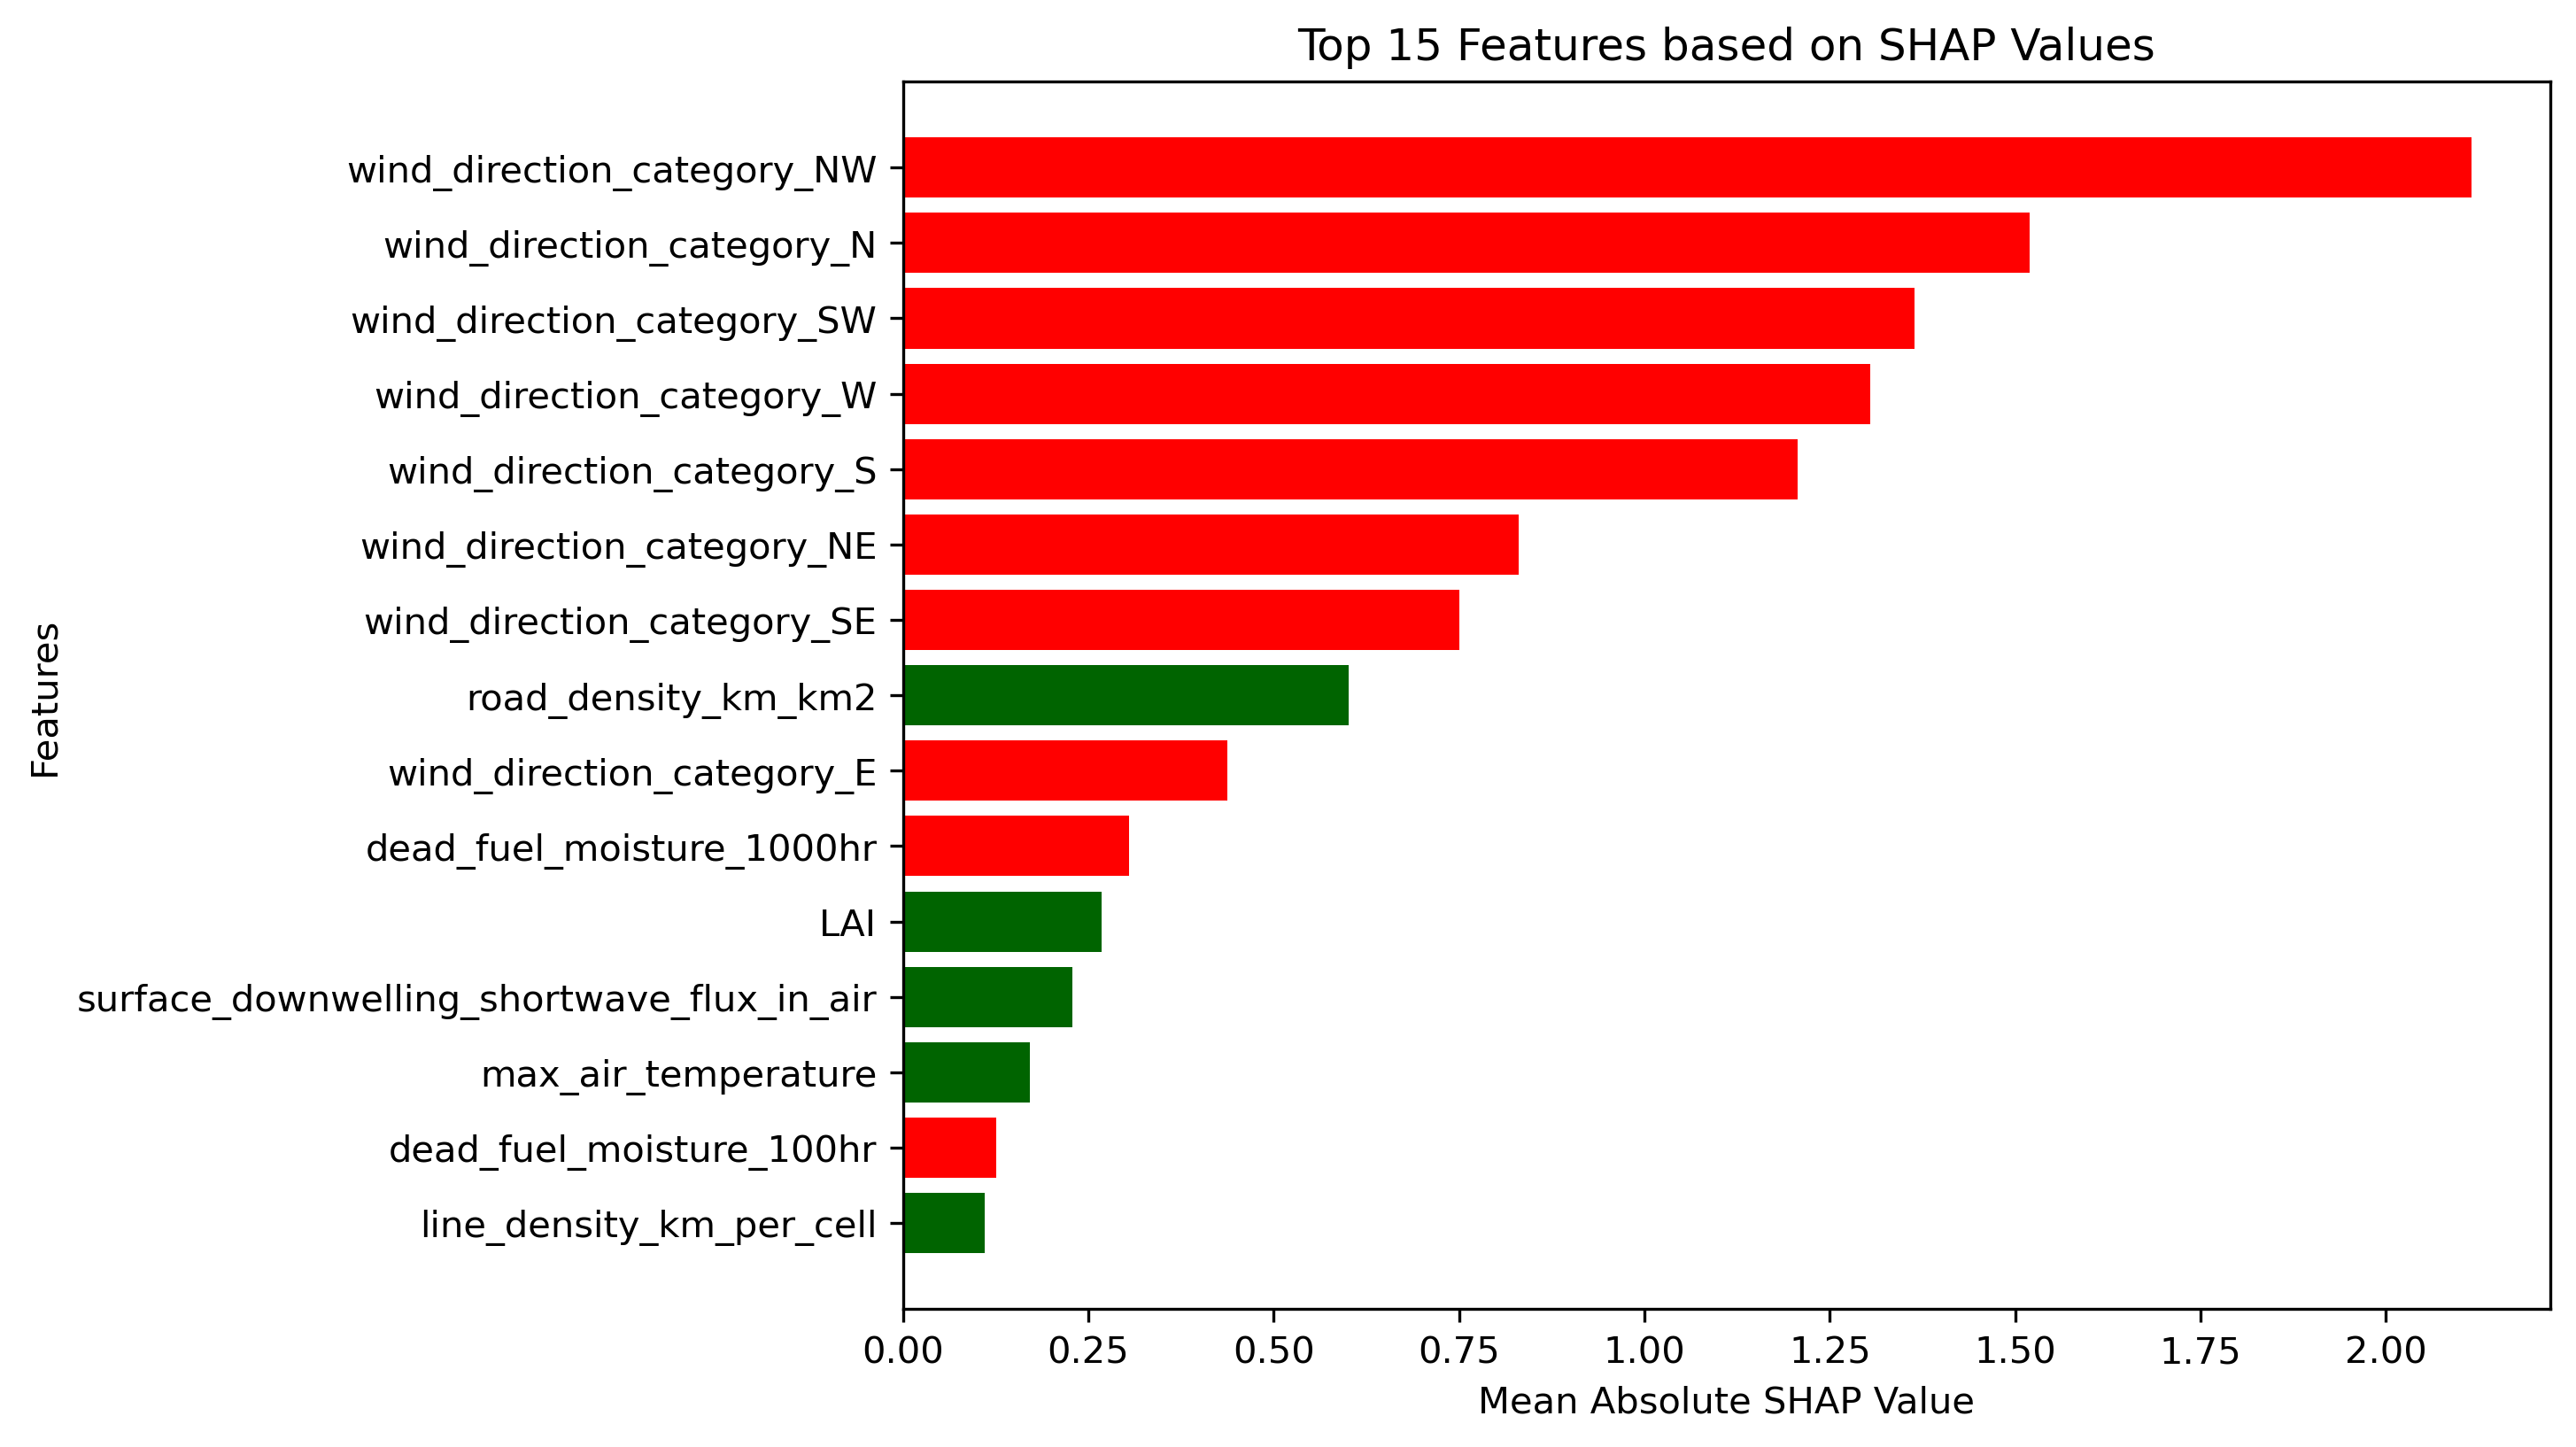 Top 15 Features based on SHAP Values
Features
wind_direction_category_NW
wind_direction_category_N
wind_direction_category_SW
wind_direction_category_W
wind_direction_category_S
wind_direction_category_NE
wind_direction_category_SE
road_density_km_km2
wind_direction_category_E
dead_fuel_moisture_1000hr
LAI
surface_downwelling_shortwave_flux_in_air
max_air_temperature
dead_fuel_moisture_100hr
line_density_km_per_cell
0.00 0.25 0.50 0.75 1.00 1.25 1.50 1.75 2.00
Mean Absolute SHAP Value